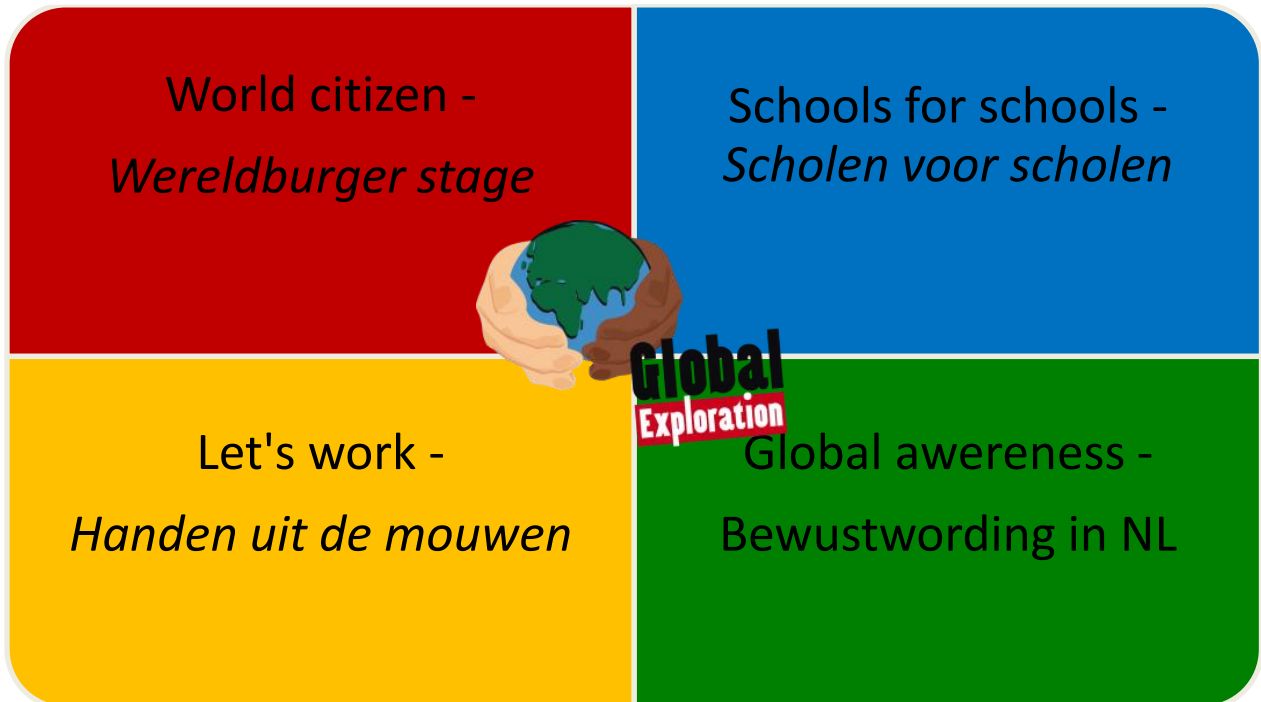 World citizen -
Wereldburger stage
Schools for schools -
Scholen voor scholen
Global
Exploration
Let's work -
Handen uit de mouwen
Global awereness -
Bewustwording in NL